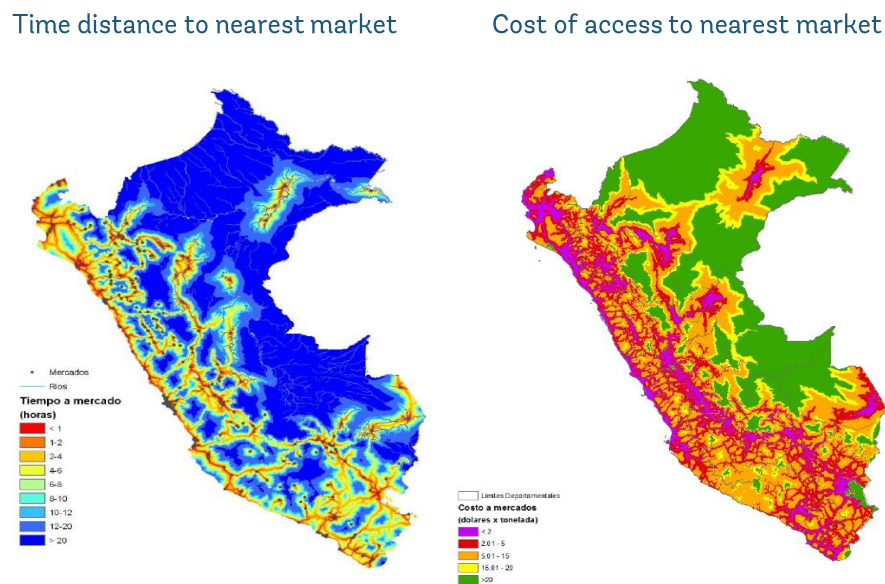 Time distance to nearest market
Cost of access to nearest market
Mercados
Ríos
Tiempo a mercado
(horas)
< 1
1-2
2-4
4-6
6-8
8-10
10-12
12-20
> 20
Limites Departamentales
Costo a mercados
(dolares x tonelada)
< 2
2.01 - 5
5.01 - 15
15.01 - 20
>20